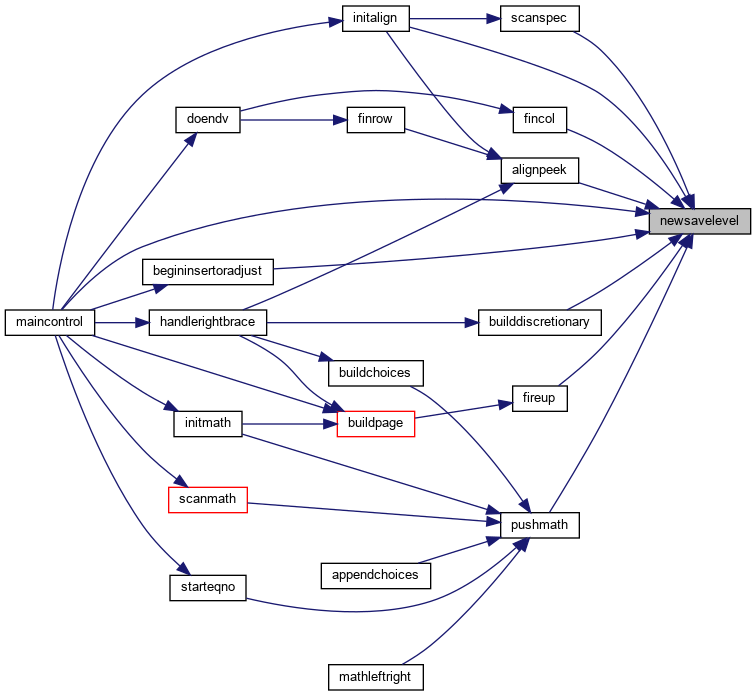 initalign
scanspec
doendv
finrow
fincol
alignpeek
newsavelevel
begininsertoradjust
maincontrol
handlerightbrace
builddiscretionary
buildchoices
fireup
initmath
buildpage
scanmath
pushmath
appendchoices
starteqno
mathleftright